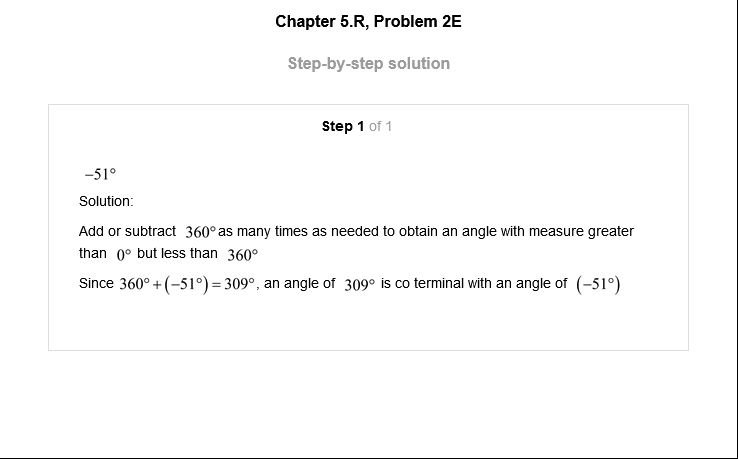 Chapter 5.R, Problem 2E
Step-by-step solution
Step 1 of 1
−51°
Solution:
Add or subtract 360° as many times as needed to obtain an angle with measure greater
than 0° but less than 360°
Since 360°+(−51°)=309°, an angle of 309° is co terminal with an angle of (−51°)